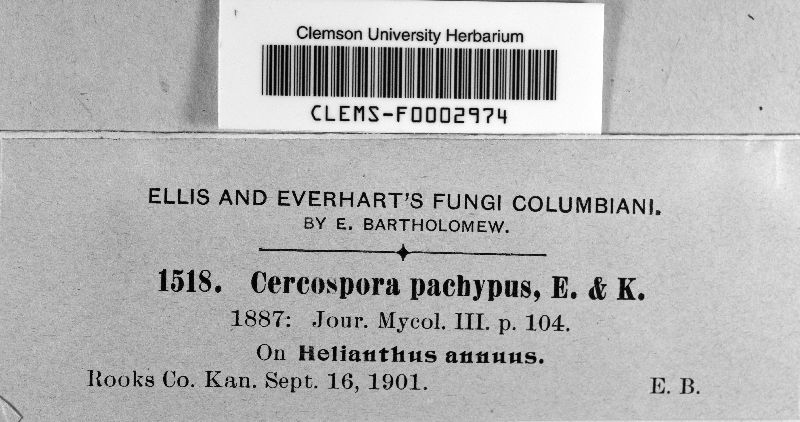 Clemson University Herbarium
CLEMS-F0002974
ELLIS AND EVERHART'S FUNGI COLUMBIANI.
BY E. BARTHOLOMEW.
1518. Cercospora pachypus, E. & K.
1887: Jour. Mycol. III. p. 104.
On Helianthus annuus.
Rooks Co. Kan. Sept. 16, 1901. E. B.